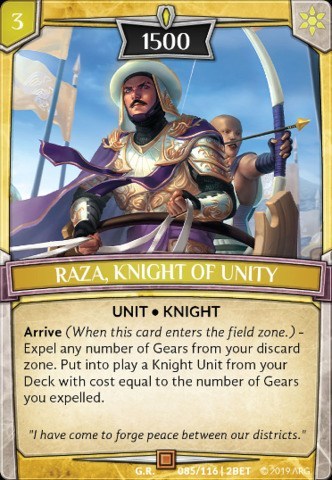 3
1500
RAZA, KNIGHT OF UNITY
UNIT • KNIGHT
Arrive (When this card enters the field zone.) -
Expel any number of Gears from your discard
zone. Put into play a Knight Unit from your
Deck with cost equal to the number of Gears
you expelled.
"I have come to forge peace between our districts."
G.R. 085/116 | 2BET © 2019 ARG